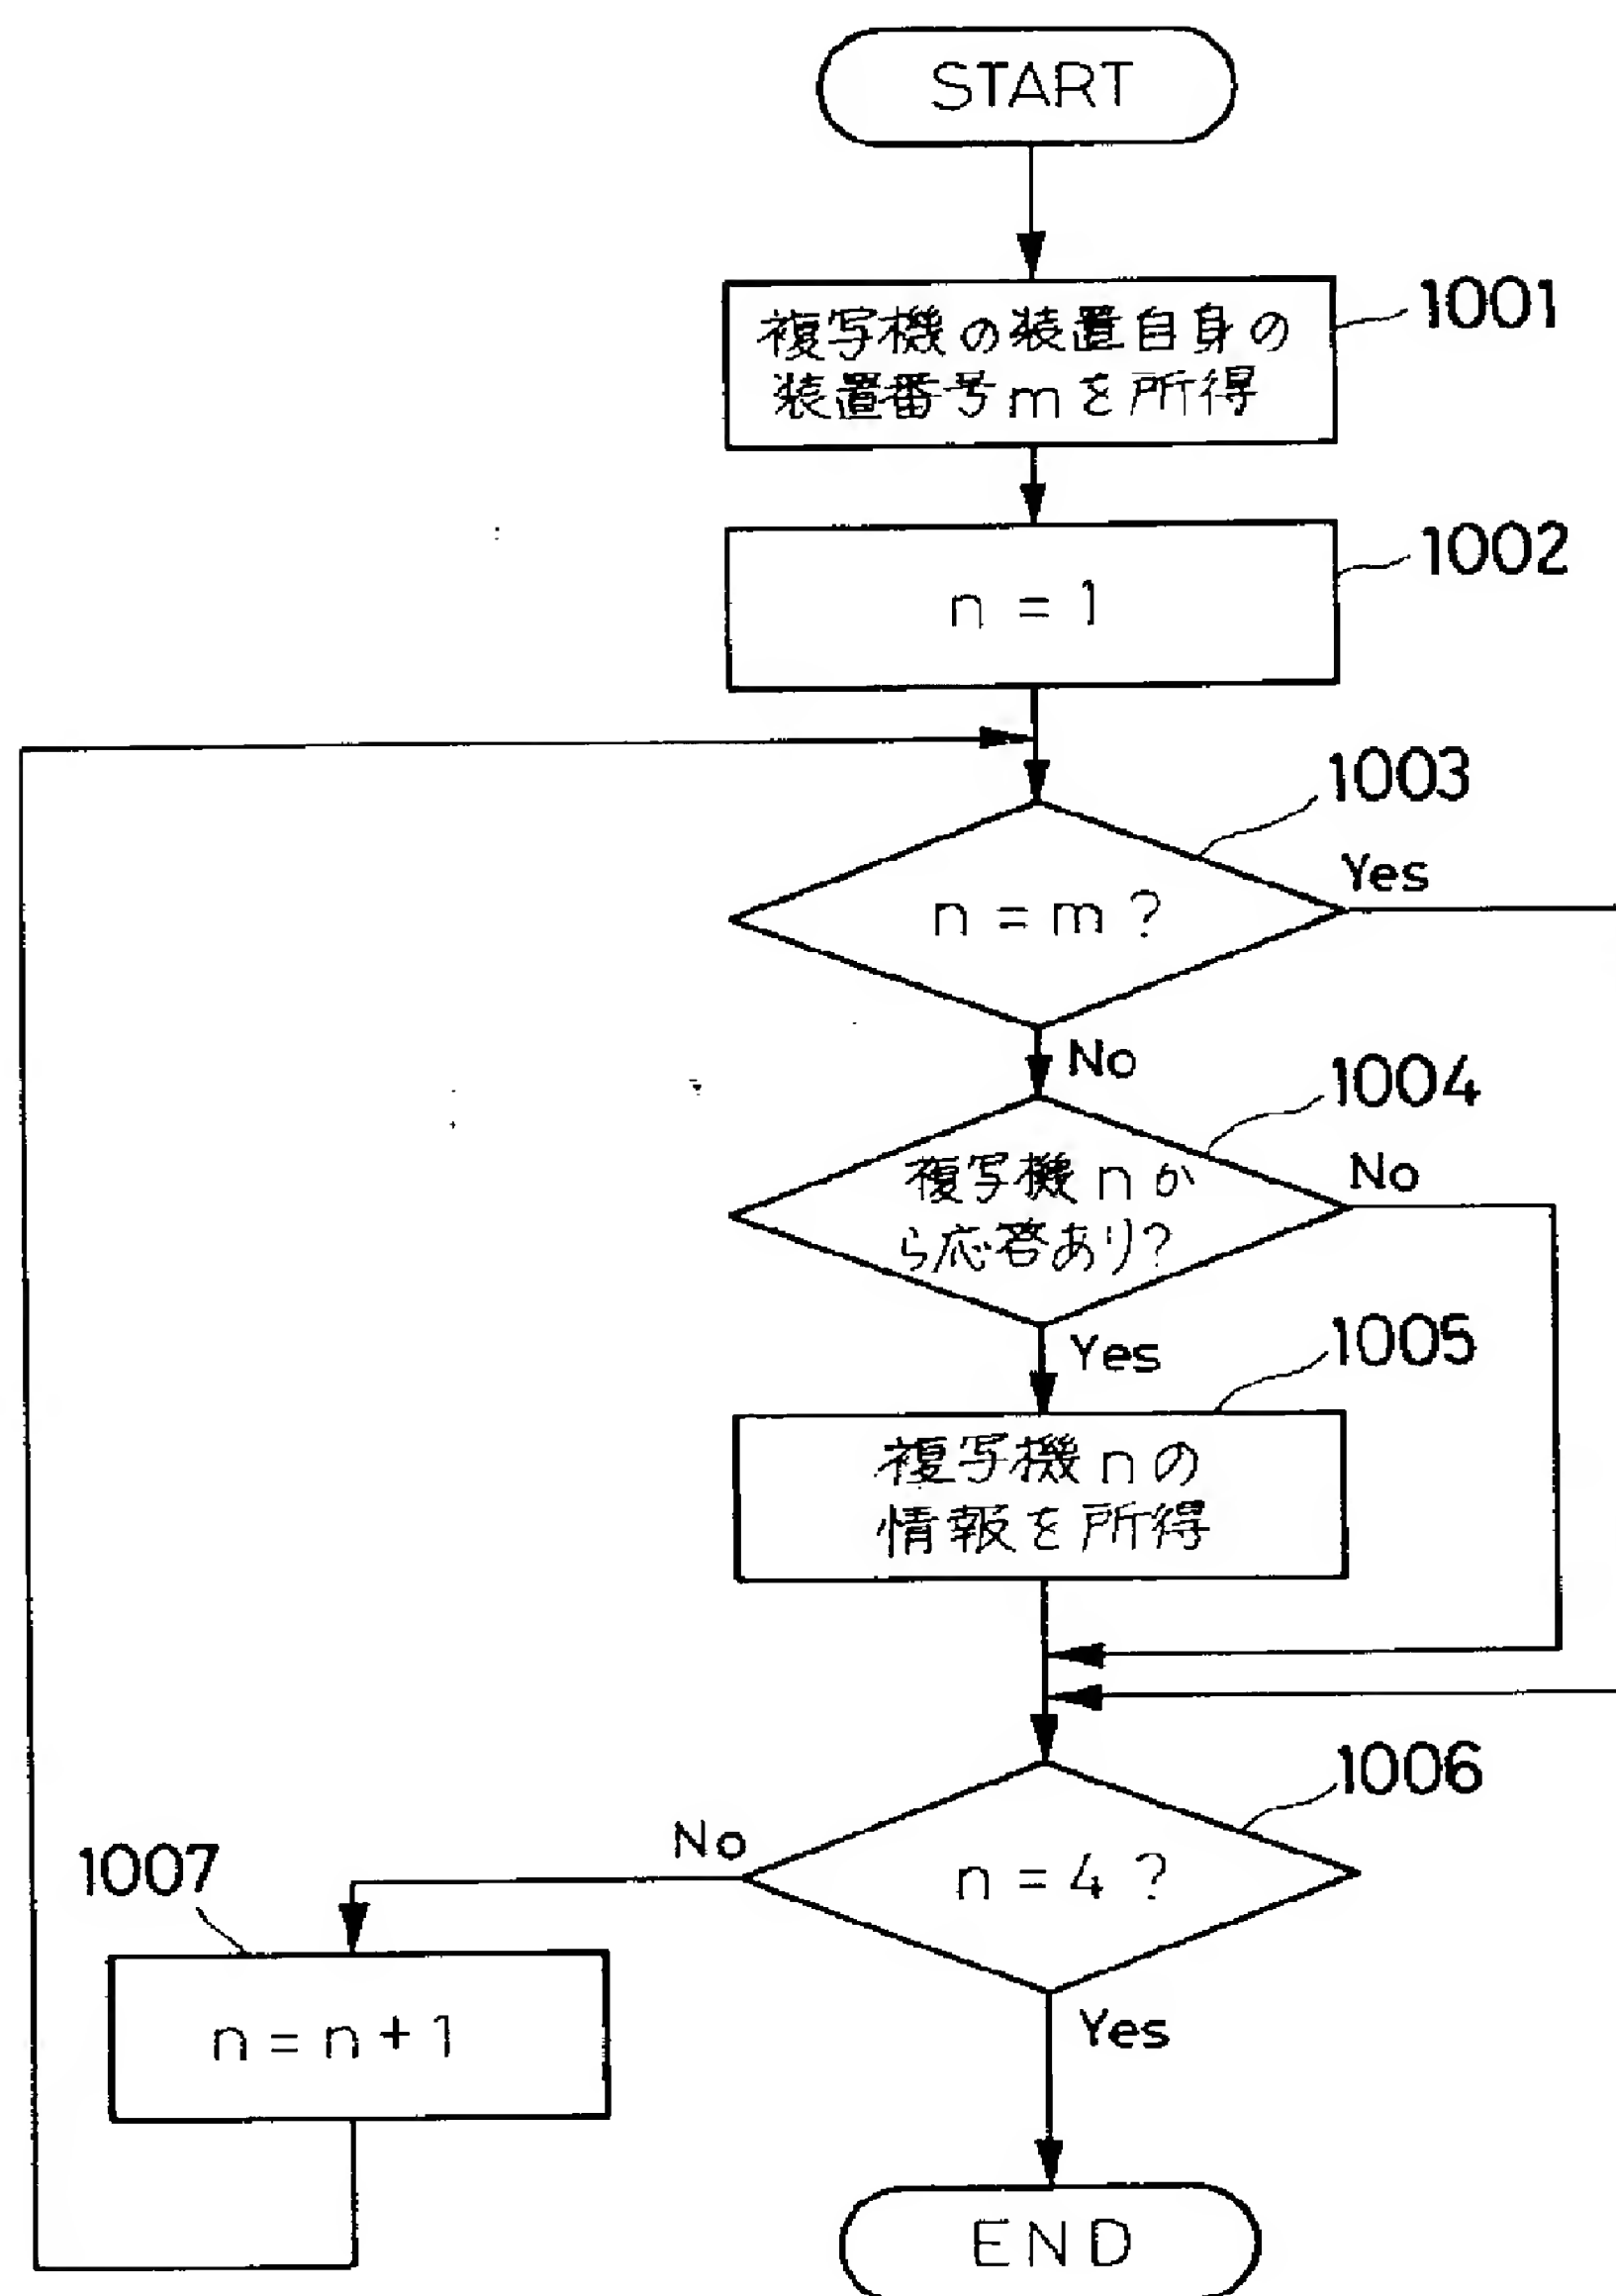 START
複写機の装置自身の
装置番号mを所得
1001
n = 1
1002
1003
n = m ?
Yes
No
1004
複写機nか
ら応答あり?
No
Yes
1005
複写機nの
情報を所得
1006
n = 4 ?
No
1007
n = n + 1
Yes
END